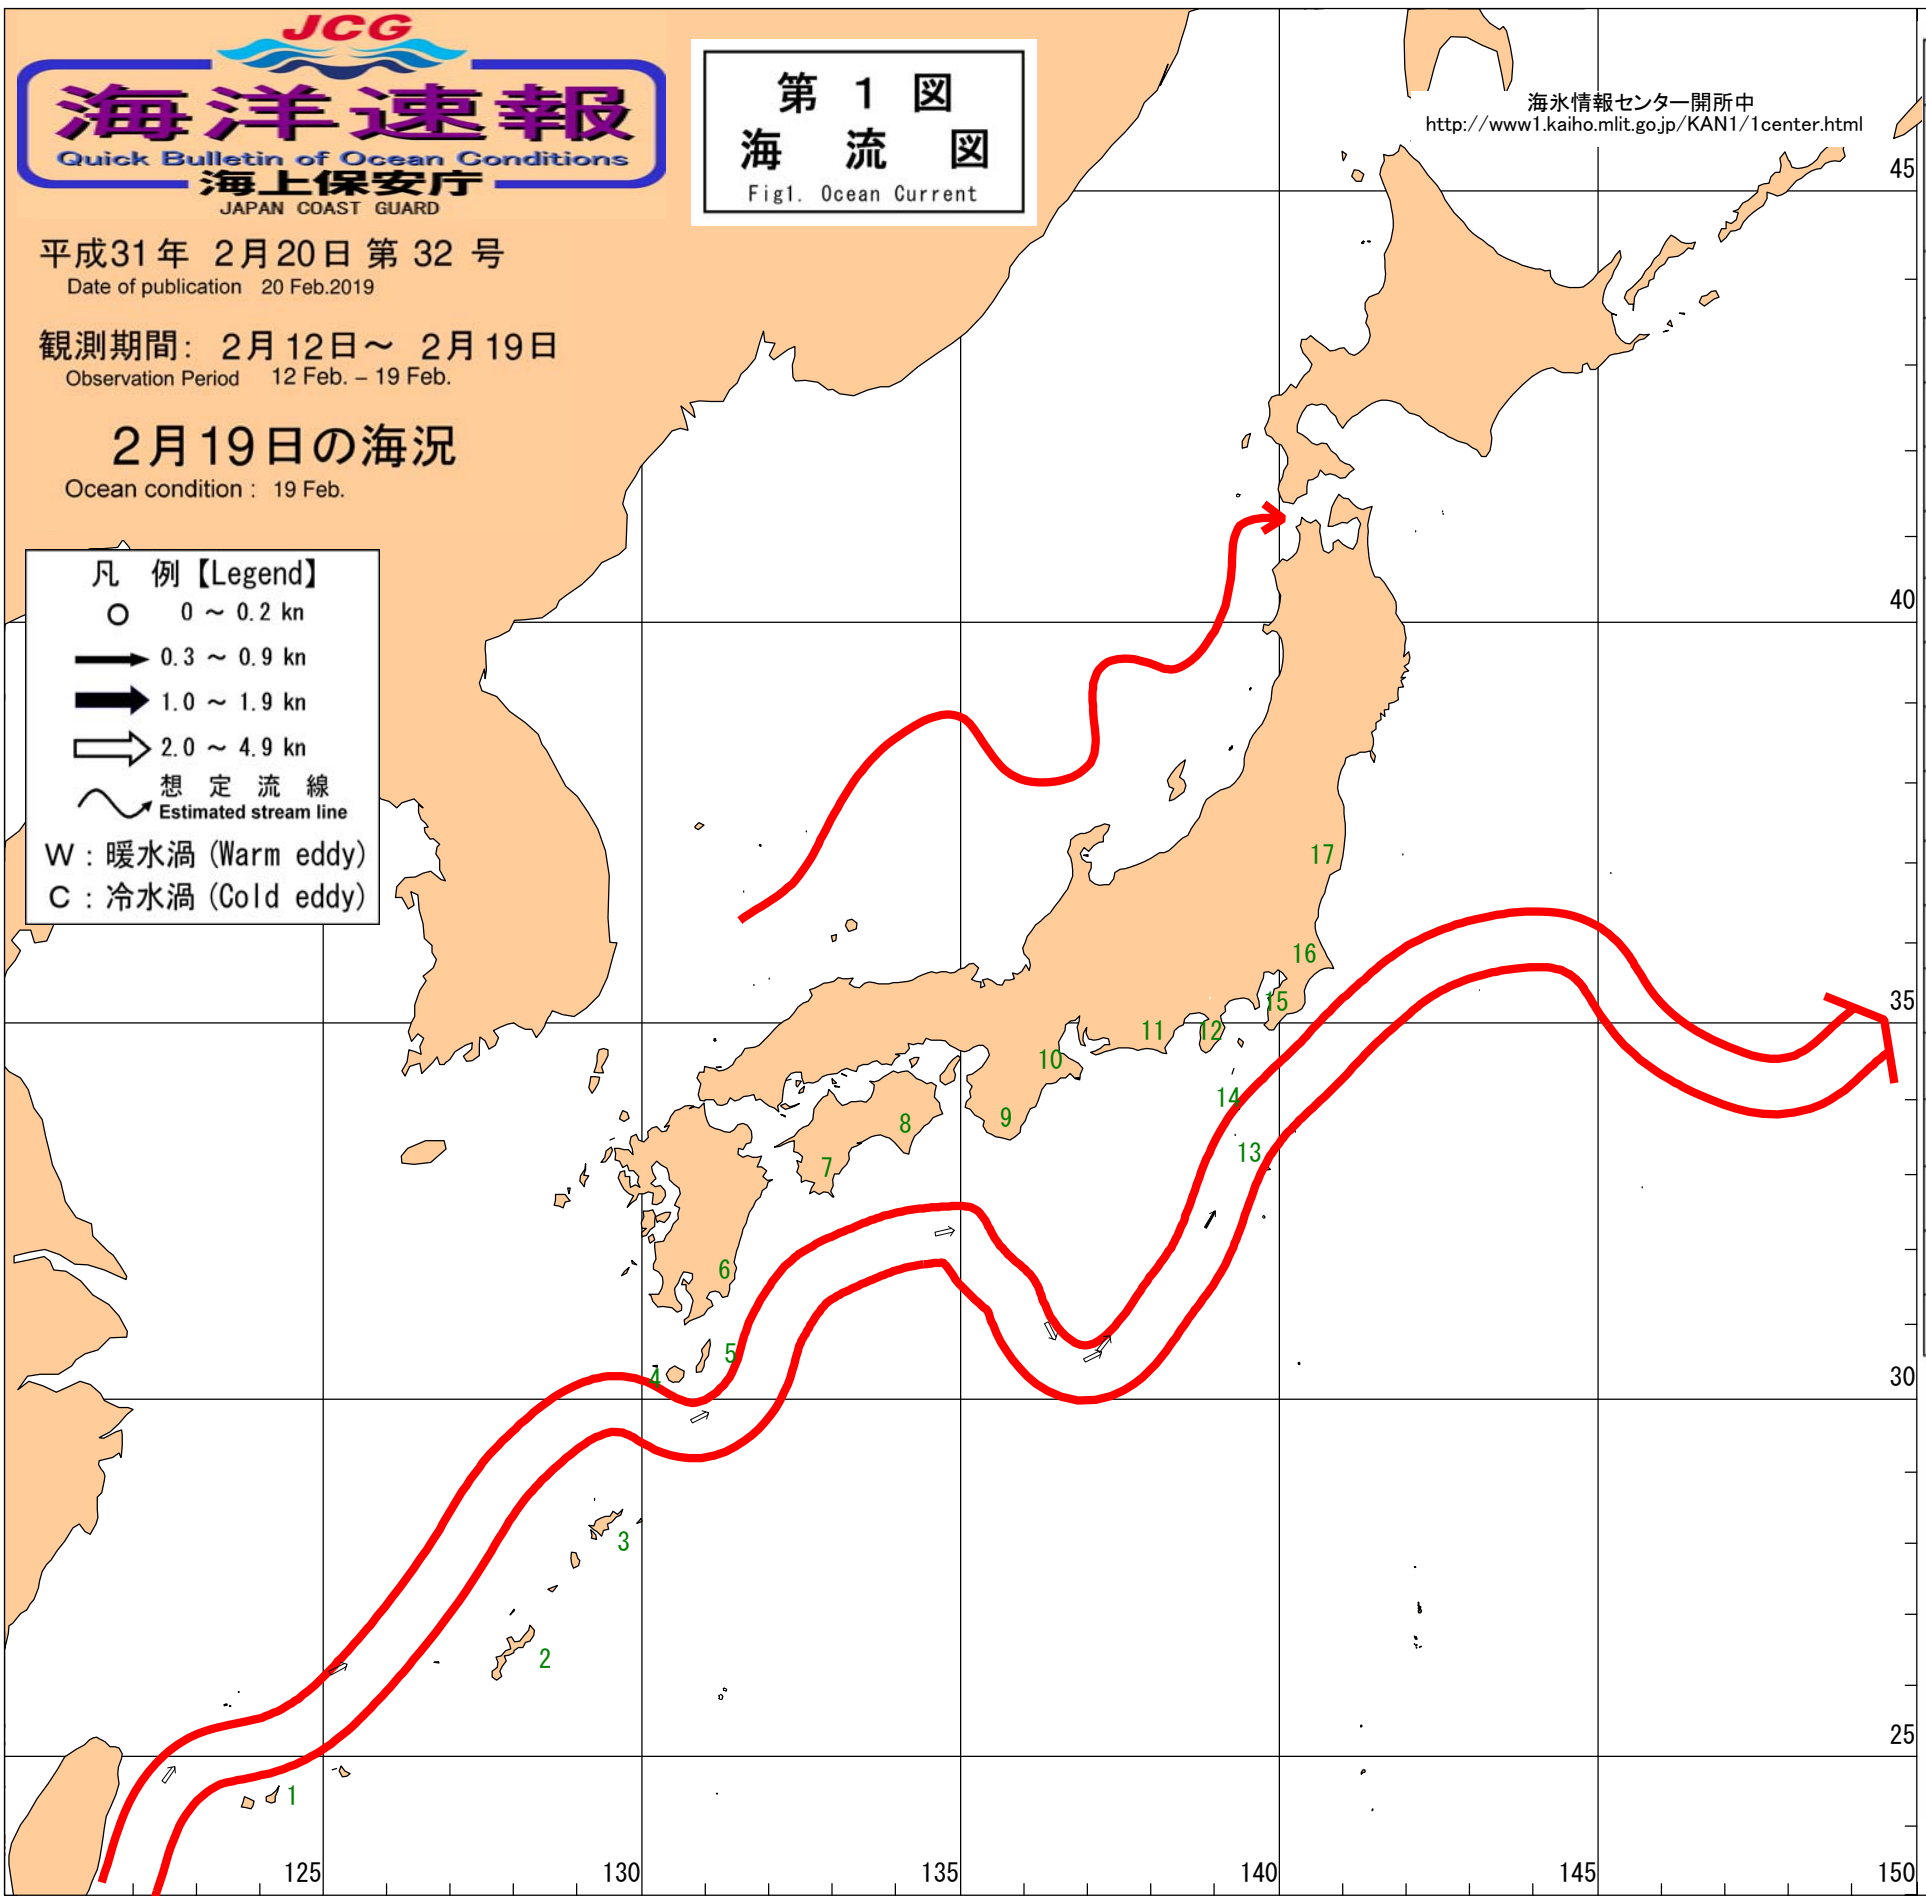 JCG
海洋速報
Quick Bulletin of Ocean Conditions
海上保安庁
JAPAN COAST GUARD
平成31年 2月20日 第 32 号
Date of publication 20 Feb.2019
観測期間： 2月12日～ 2月19日
Observation Period 12 Feb. – 19 Feb.
2月19日の海況
Ocean condition : 19 Feb.
第 1 図
海 流 図
Fig1. Ocean Current
海氷情報センター開所中
http://www1.kaiho.mlit.go.jp/KAN1/1center.html
凡 例【Legend】
0 ～ 0.2 kn
0.3 ～ 0.9 kn
1.0 ～ 1.9 kn
2.0 ～ 4.9 kn
想 定 流 線
Estimated stream line
W : 暖水渦 (Warm eddy)
C : 冷水渦 (Cold eddy)
45
40
35
30
25
17
16
15
12
11
10
14
9
8
13
7
6
5
4
3
2
1
125
130
135
140
145
150